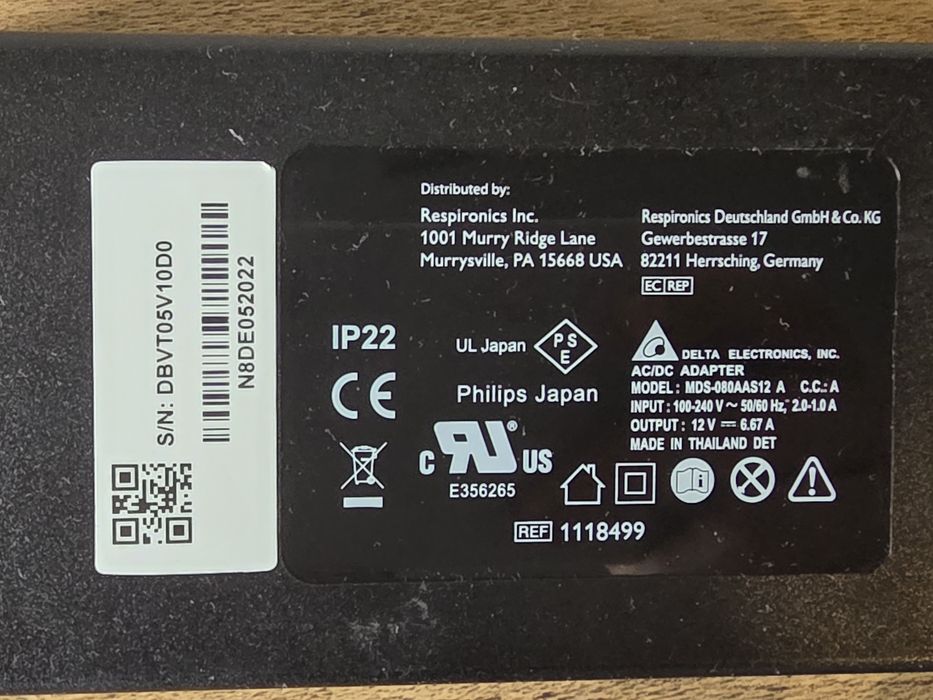 S/N: DBVT05V10D0
N8DE052022
Distributed by:
Respironics Inc.
1001 Murry Ridge Lane
Murrysville, PA 15668 USA
Respironics Deutschland GmbH & Co. KG
Gewerbestrasse 17
82211 Herrsching, Germany
EC REP
IP22
CE
UL Japan
PS
E
Philips Japan
C RU® US
E356265
DELTA ELECTRONICS, INC.
AC/DC ADAPTER
MODEL : MDS-080AAS12 A C.C.: A
INPUT : 100-240 V ~ 50/60 Hz, 2.0-1.0 A
OUTPUT : 12 V ⎓ 6.67 A
MADE IN THAILAND DET
REF 1118499